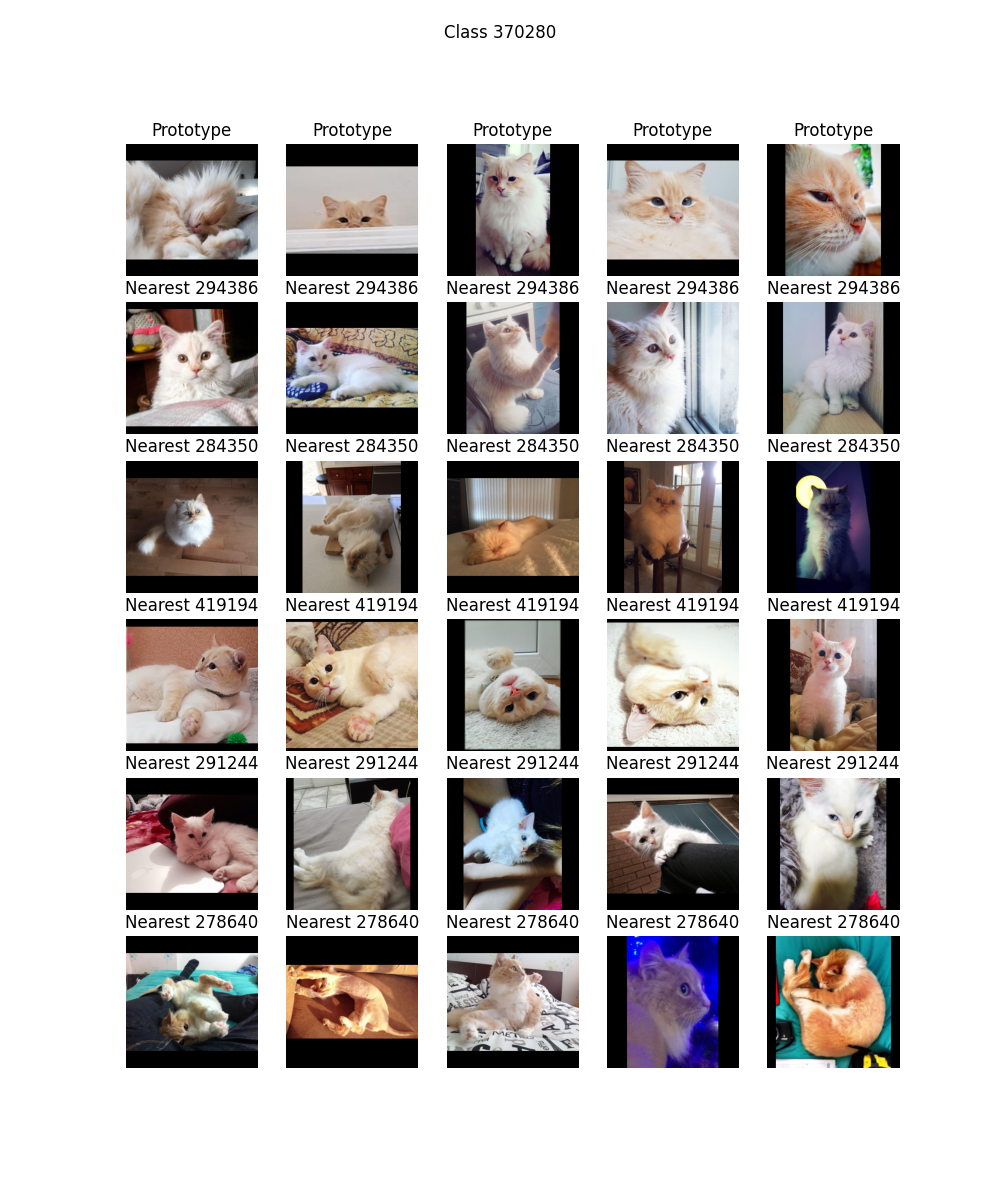 Class 370280
Prototype Prototype Prototype Prototype Prototype
Nearest 294386 Nearest 294386 Nearest 294386 Nearest 294386 Nearest 294386
Nearest 284350 Nearest 284350 Nearest 284350 Nearest 284350 Nearest 284350
Nearest 419194 Nearest 419194 Nearest 419194 Nearest 419194 Nearest 419194
Nearest 291244 Nearest 291244 Nearest 291244 Nearest 291244 Nearest 291244
Nearest 278640 Nearest 278640 Nearest 278640 Nearest 278640 Nearest 278640